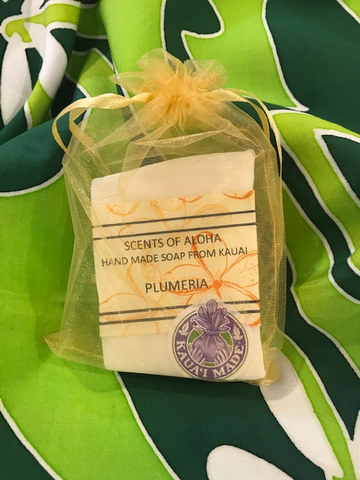 SCENTS OF ALOHA
HAND MADE SOAP FROM KAUAI
PLUMERIA
KAUA'I MADE